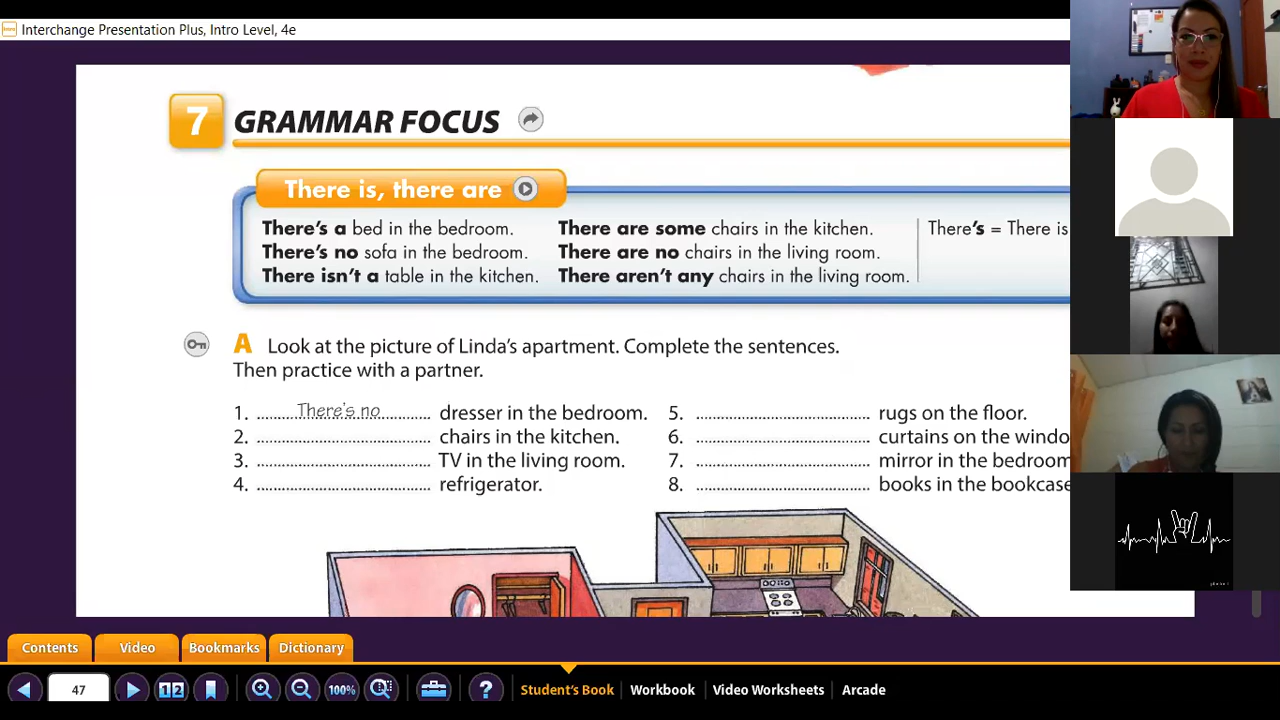 Interchange Presentation Plus, Intro Level, 4e
7 GRAMMAR FOCUS
There is, there are
There's a bed in the bedroom. There are some chairs in the kitchen. There's = There is
There's no sofa in the bedroom. There are no chairs in the living room.
There isn't a table in the kitchen. There aren't any chairs in the living room.
A Look at the picture of Linda's apartment. Complete the sentences.
Then practice with a partner.
1. There's no dresser in the bedroom. 5. rugs on the floor.
2. chairs in the kitchen. 6. curtains on the windo
3. TV in the living room. 7. mirror in the bedroom
4. refrigerator. 8. books in the bookcase
Contents Video Bookmarks Dictionary
47 1 2 100% ? Student's Book Workbook Video Worksheets Arcade